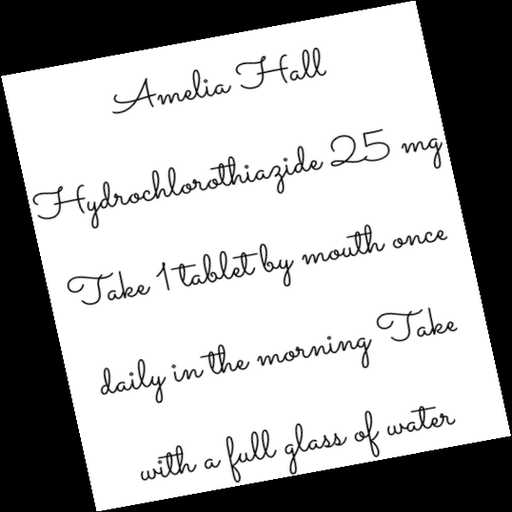 Amelia Hall
Hydrochlorothiazide 25 mg
Take 1 tablet by mouth once
daily in the morning Take
with a full glass of water